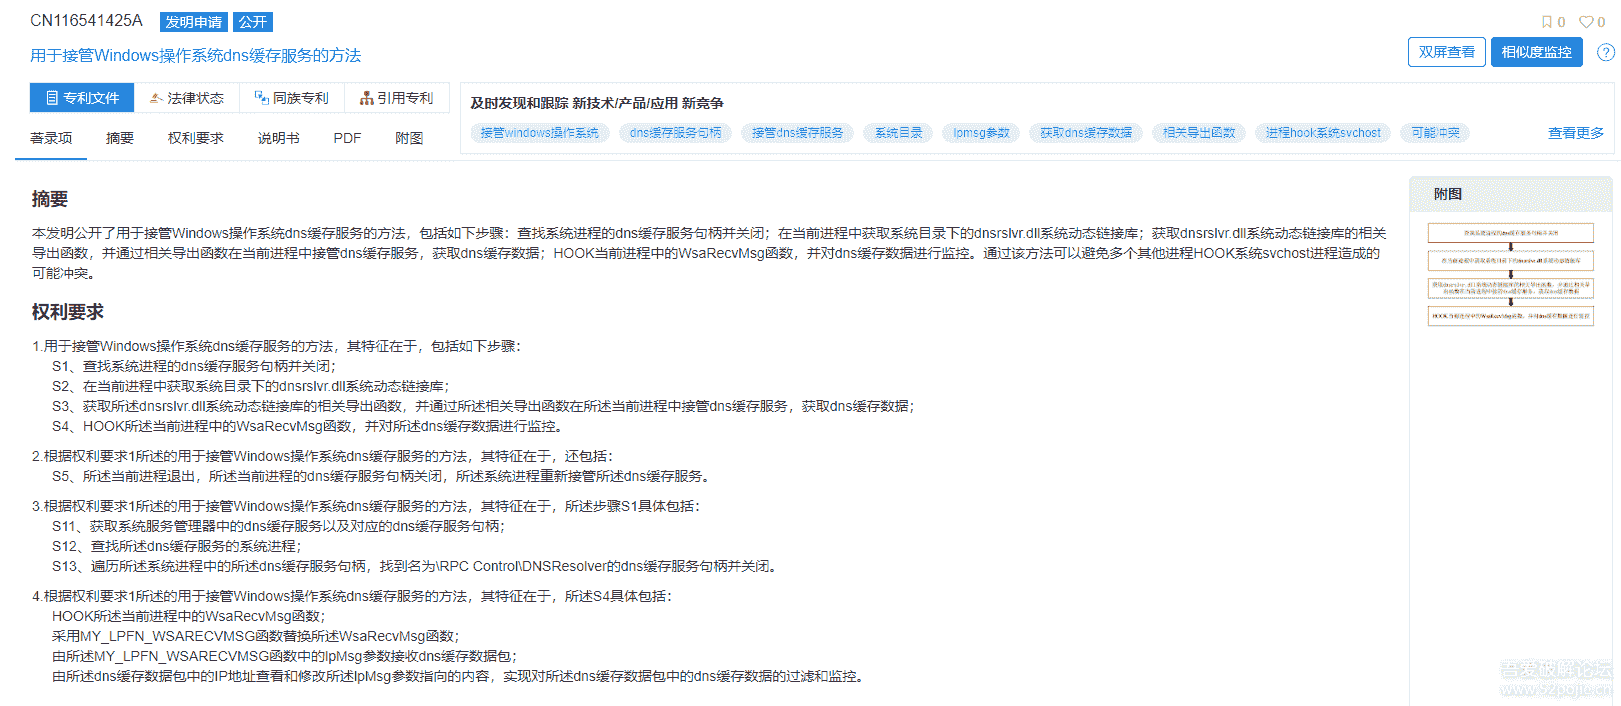 CN116541425A 发明申请 公开
0 0
用于接管Windows操作系统dns缓存服务的方法
双屏查看 相似度监控 ?
专利文件 法律状态 同族专利 引用专利
及时发现和跟踪 新技术/产品/应用 新竞争
接管windows操作系统 dns缓存服务句柄 接管dns缓存服务 系统目录 lpmsg参数 获取dns缓存数据 相关导出函数 进程hook系统svchost 可能冲突 查看更多
著录项 摘要 权利要求 说明书 PDF 附图
摘要
本发明公开了用于接管Windows操作系统dns缓存服务的方法，包括如下步骤：查找系统进程的dns缓存服务句柄并关闭；在当前进程中获取系统目录下的dnsrslvr.dll系统动态链接库；获取dnsrslvr.dll系统动态链接库的相关
导出函数，并通过相关导出函数在当前进程中接管dns缓存服务，获取dns缓存数据；HOOK当前进程中的WsaRecvMsg函数，并对dns缓存数据进行监控。通过该方法可以避免多个其他进程HOOK系统svchost进程造成的
可能冲突。
权利要求
1.用于接管Windows操作系统dns缓存服务的方法，其特征在于，包括如下步骤：
S1、查找系统进程的dns缓存服务句柄并关闭；
S2、在当前进程中获取系统目录下的dnsrslvr.dll系统动态链接库；
S3、获取所述dnsrslvr.dll系统动态链接库的相关导出函数，并通过所述相关导出函数在所述当前进程中接管dns缓存服务，获取dns缓存数据；
S4、HOOK所述当前进程中的WsaRecvMsg函数，并对所述dns缓存数据进行监控。
2.根据权利要求1所述的用于接管Windows操作系统dns缓存服务的方法，其特征在于，还包括：
S5、所述当前进程退出，所述当前进程的dns缓存服务句柄关闭，所述系统进程重新接管所述dns缓存服务。
3.根据权利要求1所述的用于接管Windows操作系统dns缓存服务的方法，其特征在于，所述步骤S1具体包括：
S11、获取系统服务管理器中的dns缓存服务以及对应的dns缓存服务句柄；
S12、查找所述dns缓存服务的系统进程；
S13、遍历所述系统进程中的所述dns缓存服务句柄，找到名为\RPC Control\DNSResolver的dns缓存服务句柄并关闭。
4.根据权利要求1所述的用于接管Windows操作系统dns缓存服务的方法，其特征在于，所述S4具体包括：
HOOK所述当前进程中的WsaRecvMsg函数；
采用MY_LPFN_WSARECVMSG函数替换所述WsaRecvMsg函数；
由所述MY_LPFN_WSARECVMSG函数中的lpMsg参数接收dns缓存数据包；
由所述dns缓存数据包中的IP地址查看和修改所述lpMsg参数指向的内容，实现对所述dns缓存数据包中的dns缓存数据的过滤和监控。
附图
吾爱破解论坛
www.52pojie.cn